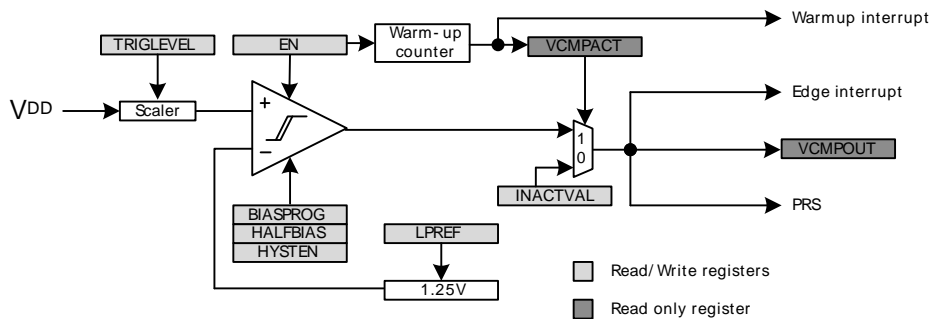 Warmup interrupt
TRIGLEVEL
EN
Warm-up
counter
VCMPACT
VDD
Scaler
+
Edge interrupt
1
0
VCMPOUT
–
INACTVAL
PRS
BIASPROG
HALFBIAS
HYSTEN
LPREF
1.25V
Read/Write registers
Read only register